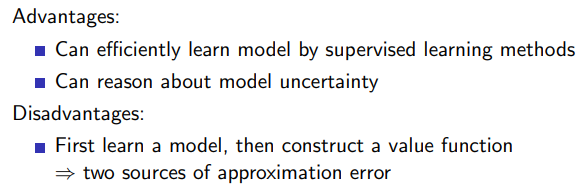 Advantages:
Can efficiently learn model by supervised learning methods
Can reason about model uncertainty
Disadvantages:
First learn a model, then construct a value function
⇒ two sources of approximation error